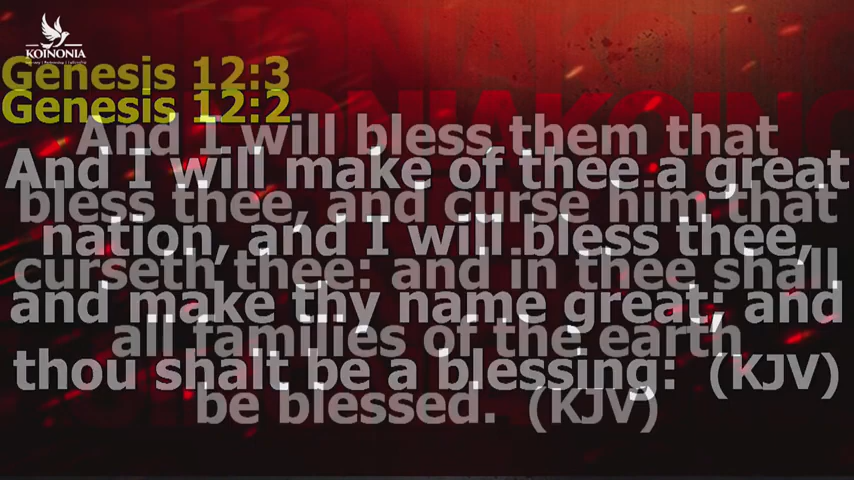 KOINONIA
Genesis 12:3
Genesis 12:2
And I will bless them that
And I will make of thee a great
bless thee, and curse him that
nation, and I will bless thee,
curseth thee: and in thee shall
and make thy name great; and
all families of the earth
thou shalt be a blessing: (KJV)
be blessed. (KJV)